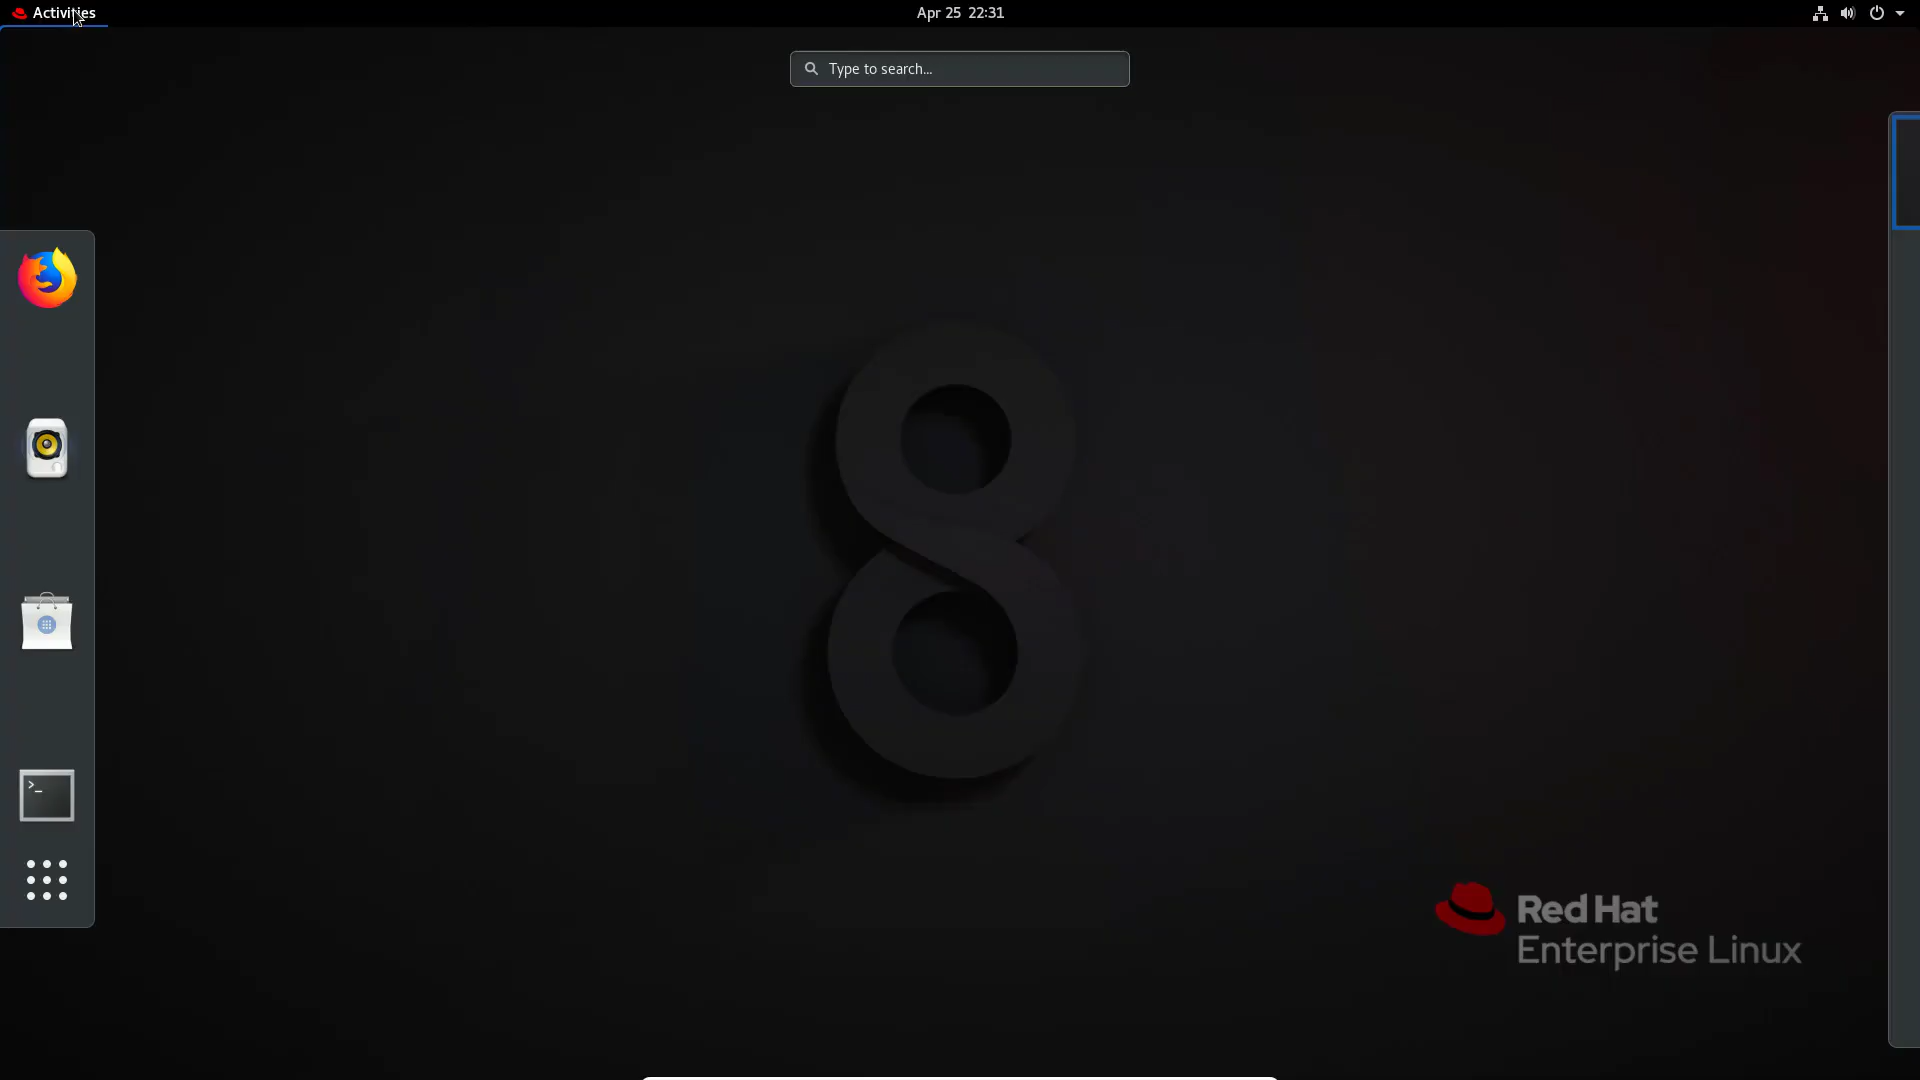 Activities
Apr 25 22:31
Type to search...
8
>_
Red Hat
Enterprise Linux